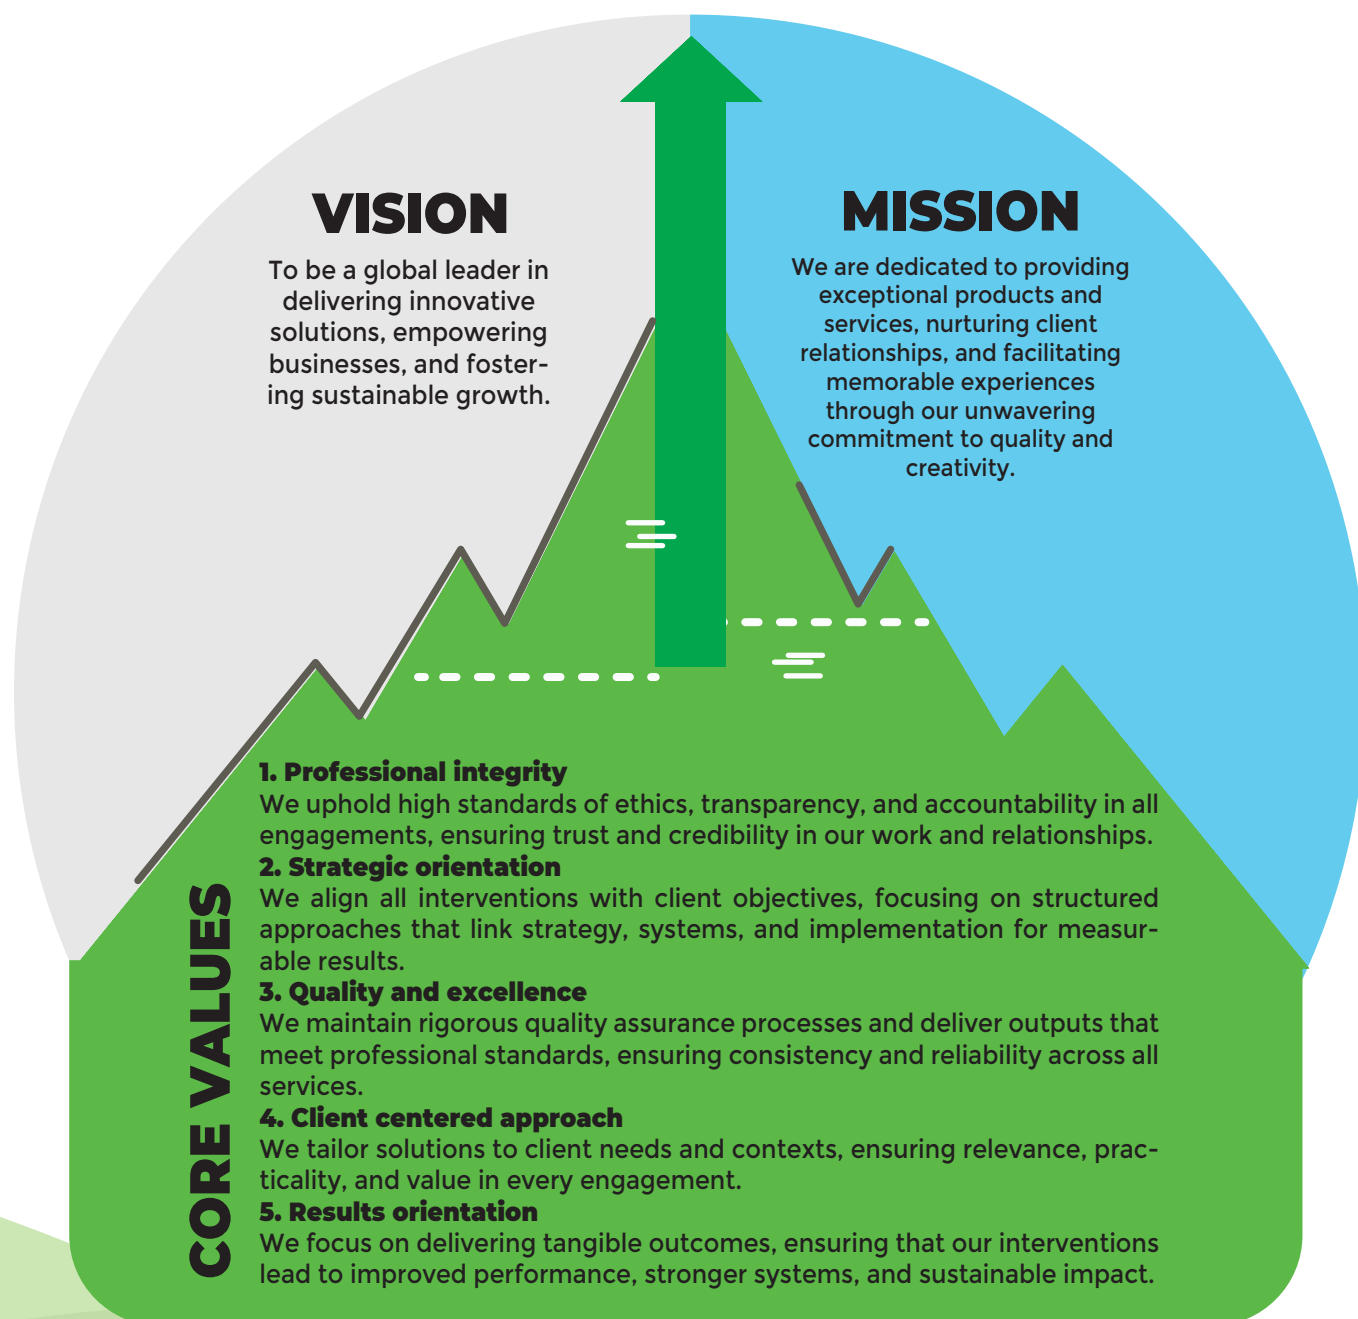 VISION
To be a global leader in
delivering innovative
solutions, empowering
businesses, and foster-
ing sustainable growth.
MISSION
We are dedicated to providing
exceptional products and
services, nurturing client
relationships, and facilitating
memorable experiences
through our unwavering
commitment to quality and
creativity.
CORE VALUES
1. Professional integrity
We uphold high standards of ethics, transparency, and accountability in all
engagements, ensuring trust and credibility in our work and relationships.
2. Strategic orientation
We align all interventions with client objectives, focusing on structured
approaches that link strategy, systems, and implementation for measur-
able results.
3. Quality and excellence
We maintain rigorous quality assurance processes and deliver outputs that
meet professional standards, ensuring consistency and reliability across all
services.
4. Client centered approach
We tailor solutions to client needs and contexts, ensuring relevance, prac-
ticality, and value in every engagement.
5. Results orientation
We focus on delivering tangible outcomes, ensuring that our interventions
lead to improved performance, stronger systems, and sustainable impact.